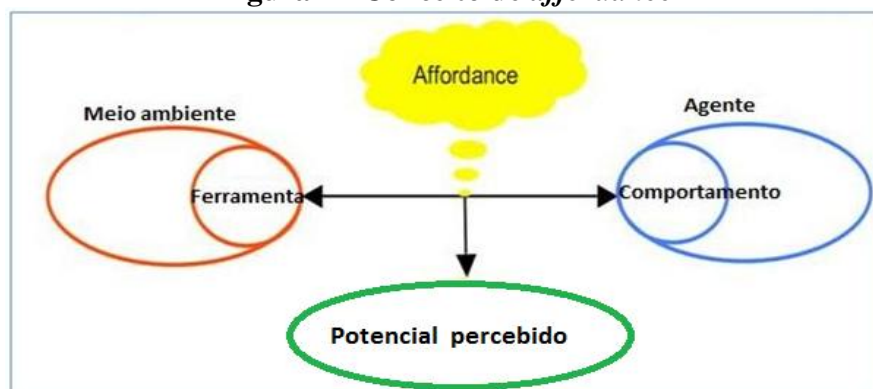 Affordance
Meio ambiente
Agente
Ferramenta
Comportamento
Potencial percebido